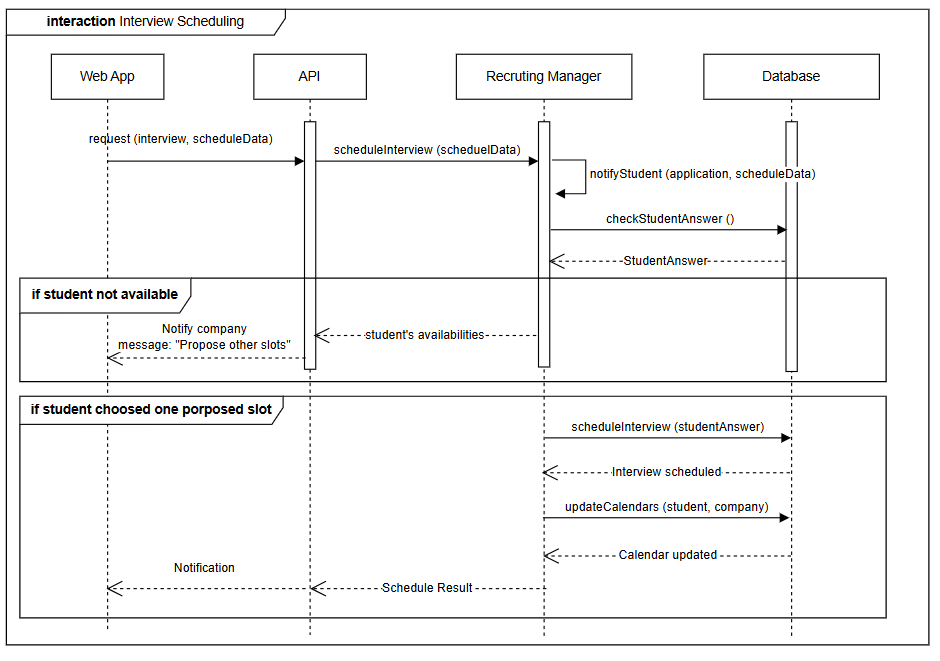 interaction Interview Scheduling
Web App
API
Recruting Manager
Database
request (interview, scheduleData)
scheduleInterview (scheduelData)
notifyStudent (application, scheduleData)
checkStudentAnswer ()
StudentAnswer
if student not available
student's availabilities
Notify company
message: "Propose other slots"
if student choosed one porposed slot
scheduleInterview (studentAnswer)
Interview scheduled
updateCalendars (student, company)
Calendar updated
Notification
Schedule Result